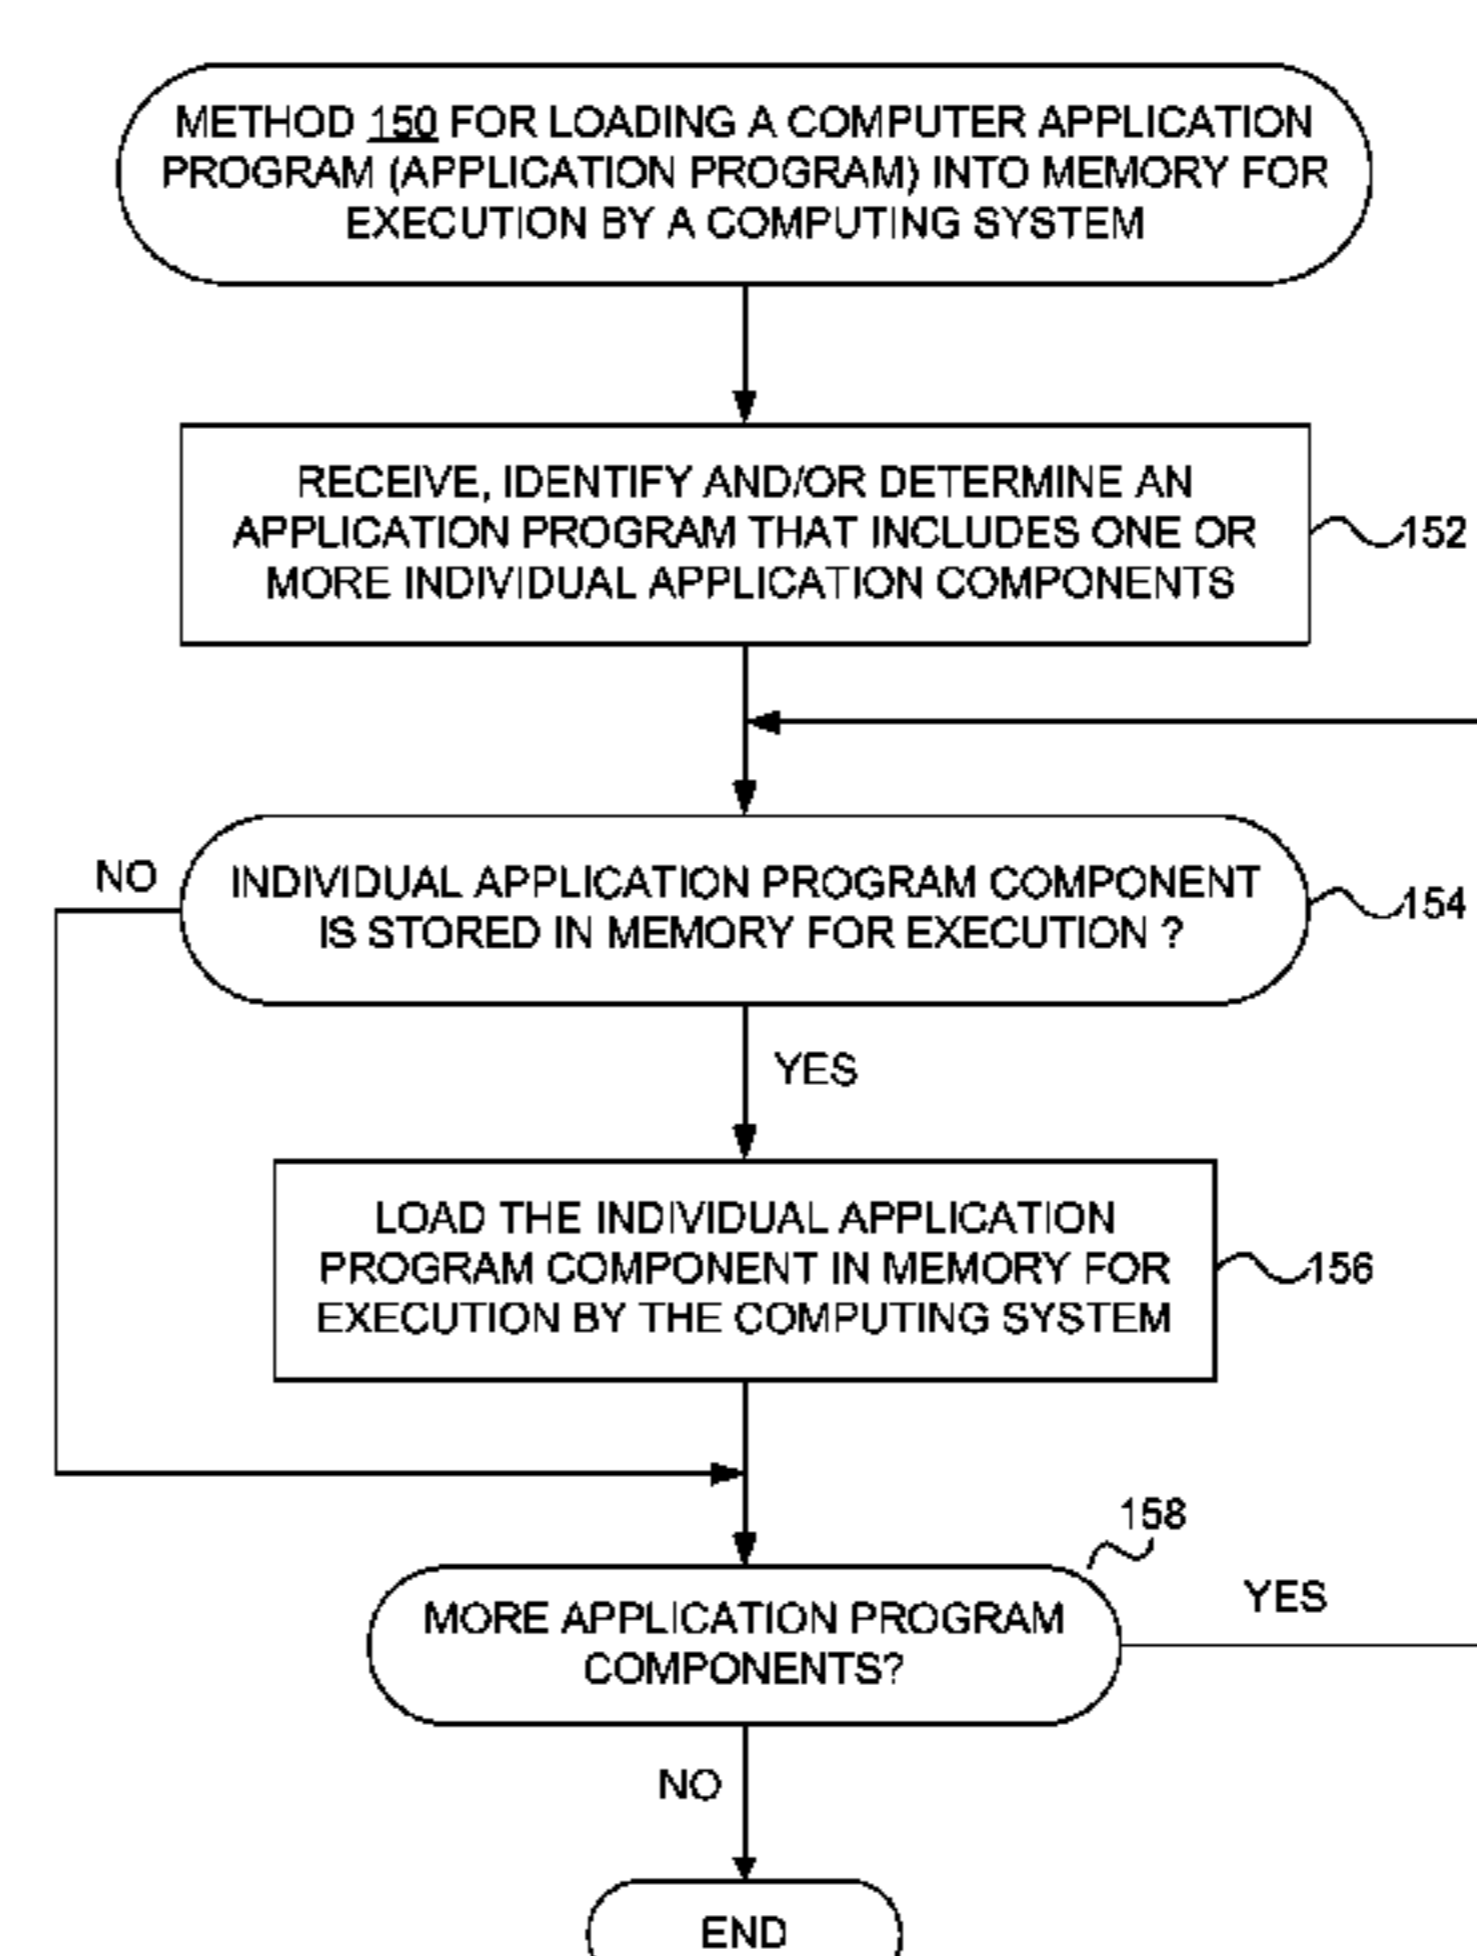 METHOD 150 FOR LOADING A COMPUTER APPLICATION
PROGRAM (APPLICATION PROGRAM) INTO MEMORY FOR
EXECUTION BY A COMPUTING SYSTEM
RECEIVE, IDENTIFY AND/OR DETERMINE AN
APPLICATION PROGRAM THAT INCLUDES ONE OR
MORE INDIVIDUAL APPLICATION COMPONENTS
152
NO
INDIVIDUAL APPLICATION PROGRAM COMPONENT
IS STORED IN MEMORY FOR EXECUTION ?
154
YES
LOAD THE INDIVIDUAL APPLICATION
PROGRAM COMPONENT IN MEMORY FOR
EXECUTION BY THE COMPUTING SYSTEM
156
158
MORE APPLICATION PROGRAM
COMPONENTS?
YES
NO
END